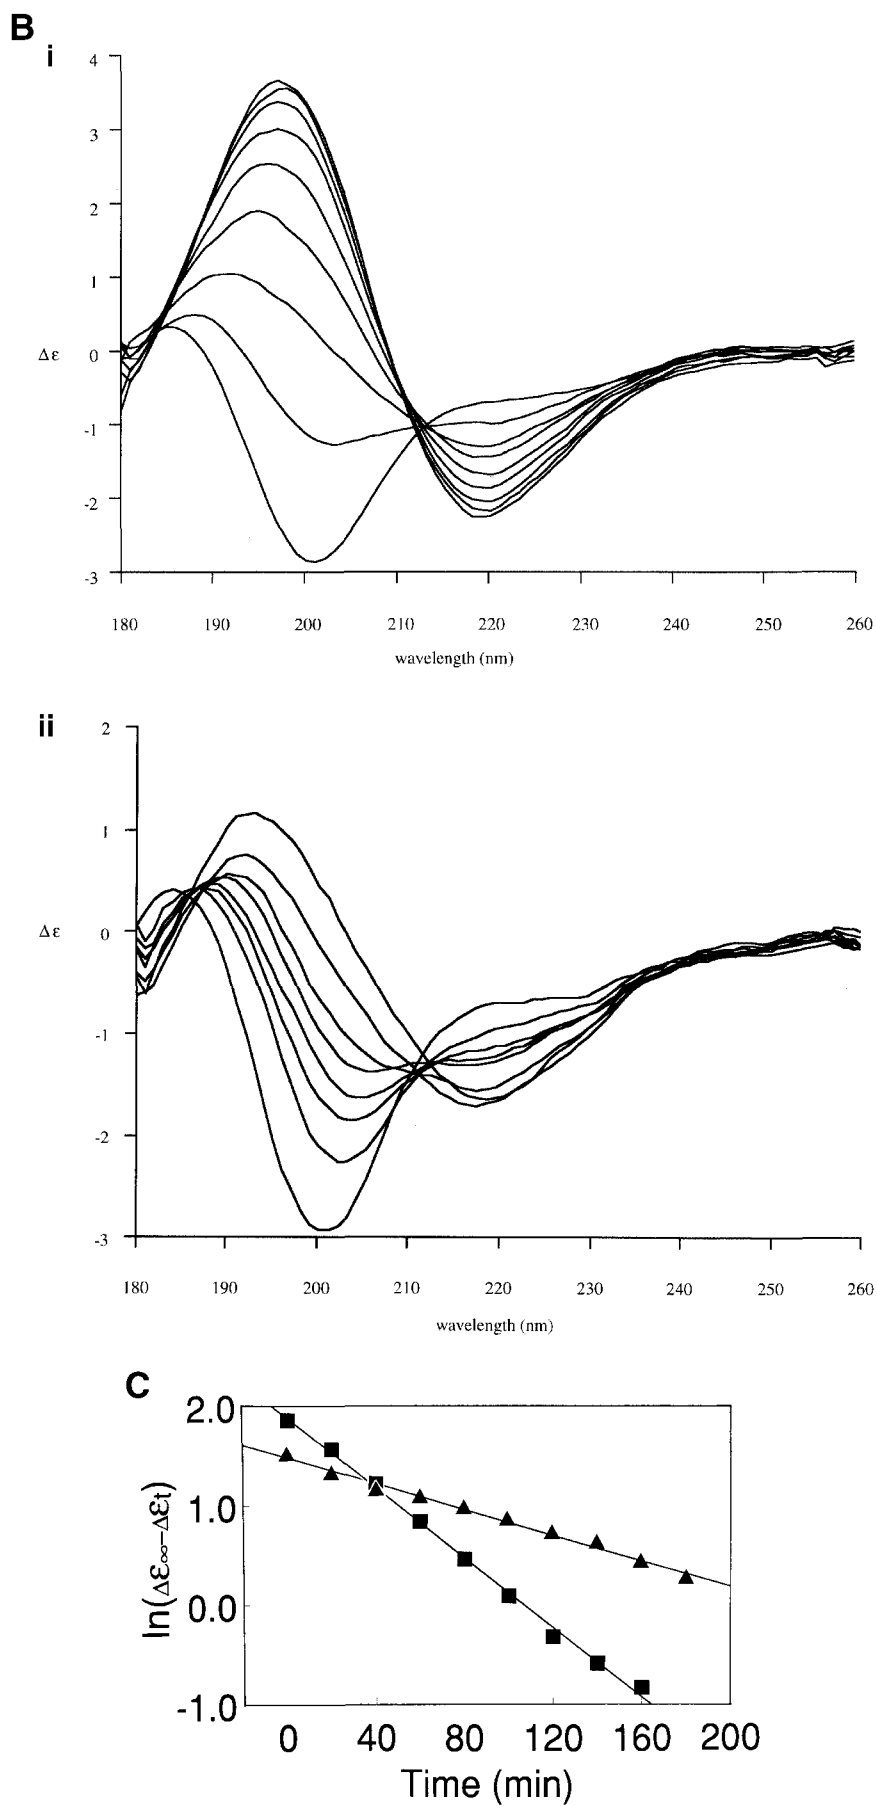 B
i
4
3
2
1
Δε 0
-1
-2
-3
180 190 200 210 220 230 240 250 260
wavelength (nm)
ii
2
1
Δε 0
-1
-2
-3
180 190 200 210 220 230 240 250 260
wavelength (nm)
C
2.0
1.0
0.0
-1.0
ln(Δε∞−Δεt)
0 40 80 120 160 200
Time (min)